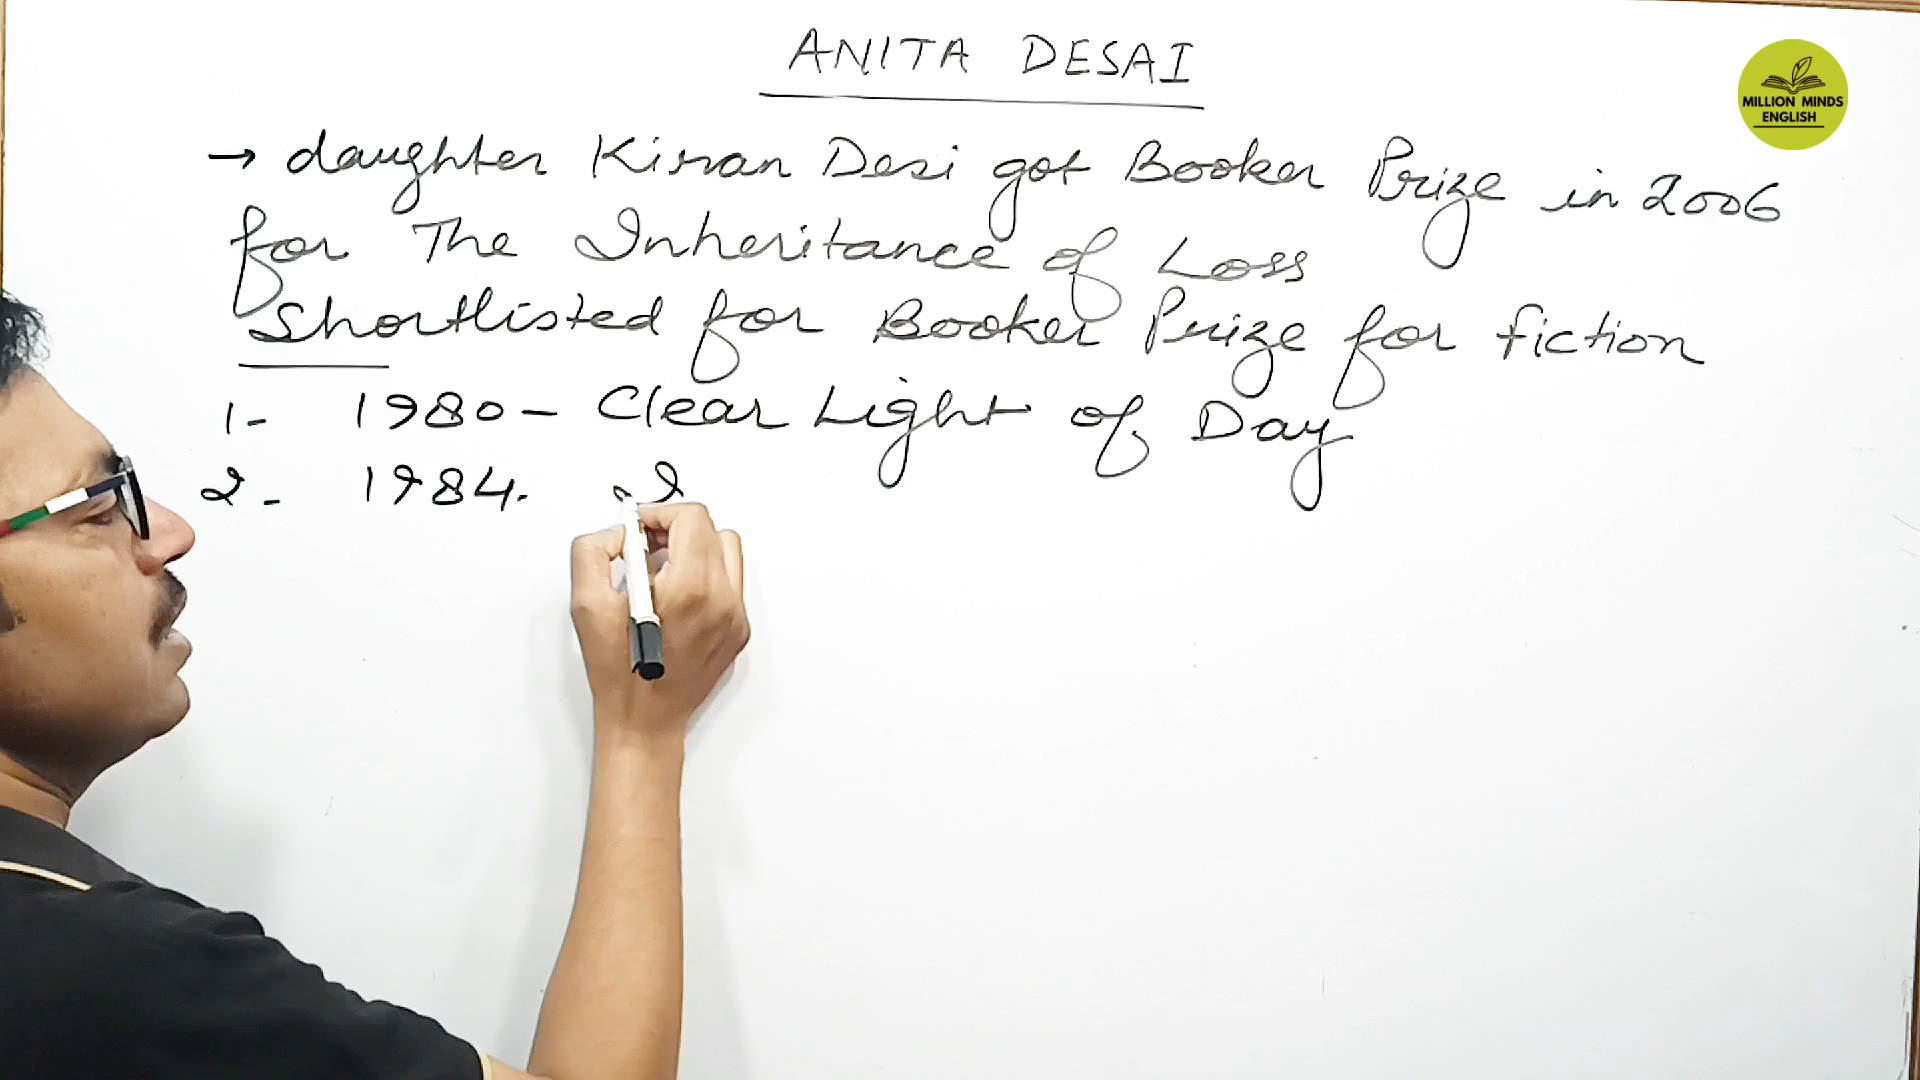 ANITA DESAI
MILLION MINDS
ENGLISH
→ daughter Kiran Desi got Booker Prize in 2006
for The Inheritance of Loss
Shortlisted for Booker Prize for fiction
1- 1980- Clear Light of Day
2- 1984.